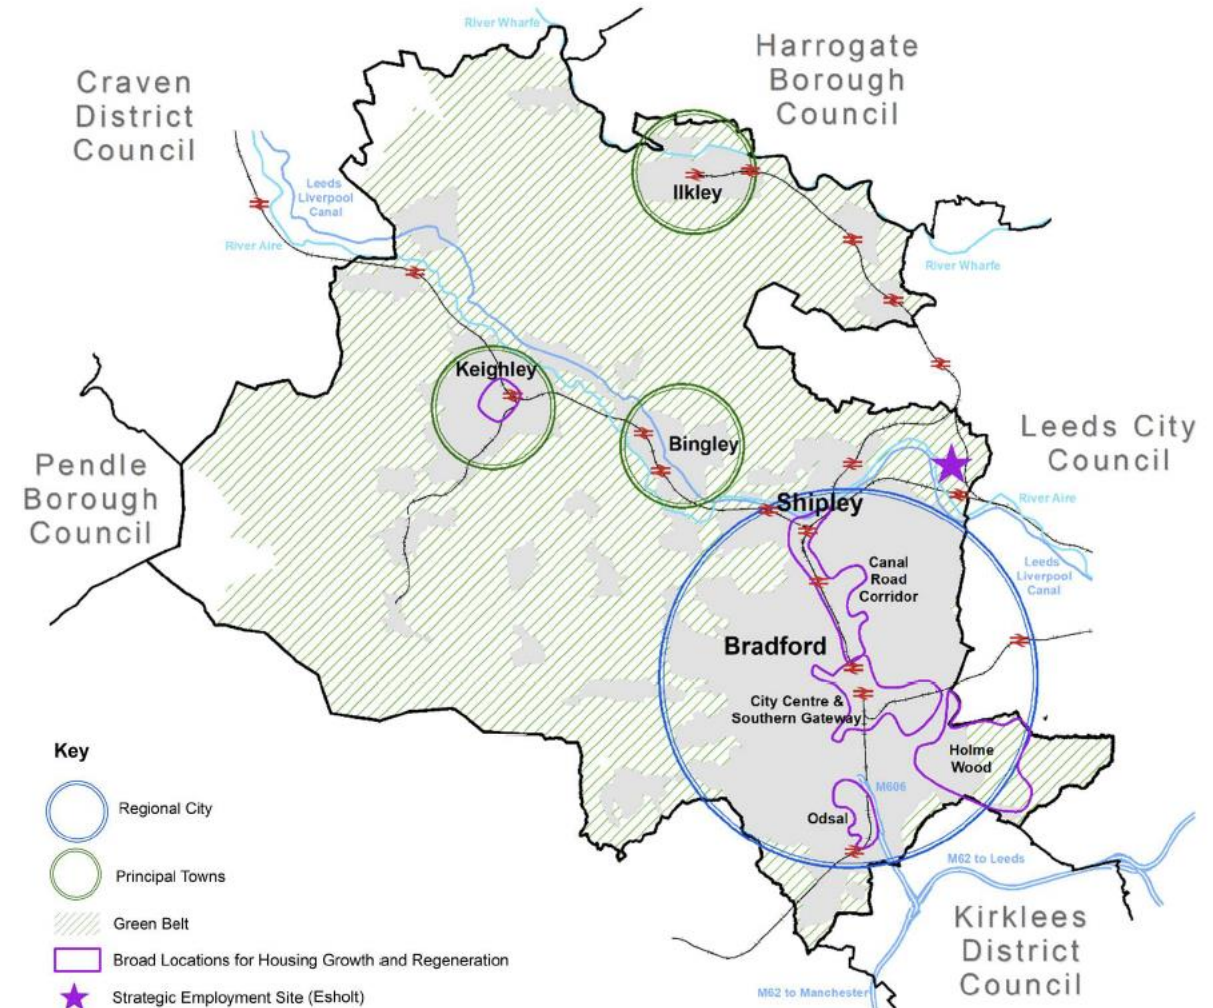 River Wharfe
Harrogate
Borough
Council
Craven
District
Council
Leeds
Liverpool
Canal
River Aire
Ilkley
River Wharfe
Keighley
Bingley
Leeds City
Council
Pendle
Borough
Council
Shipley
River Aire
Canal
Road
Corridor
Leeds
Liverpool
Canal
Bradford
City Centre &
Southern Gateway
Holme
Wood
M606
Odsal
M62 to Leeds
Kirklees
District
Council
M62 to Manchester
Key
Regional City
Principal Towns
Green Belt
Broad Locations for Housing Growth and Regeneration
Strategic Employment Site (Esholt)